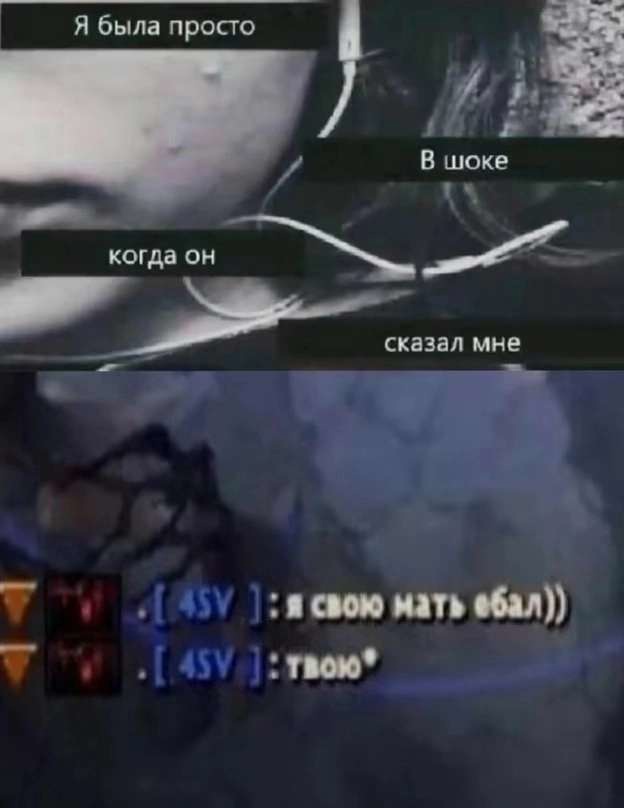 Я была просто
В шоке
когда он
сказал мне
.[ 4SV ]: я свою мать ебал))
.[ 4SV ]: твою*